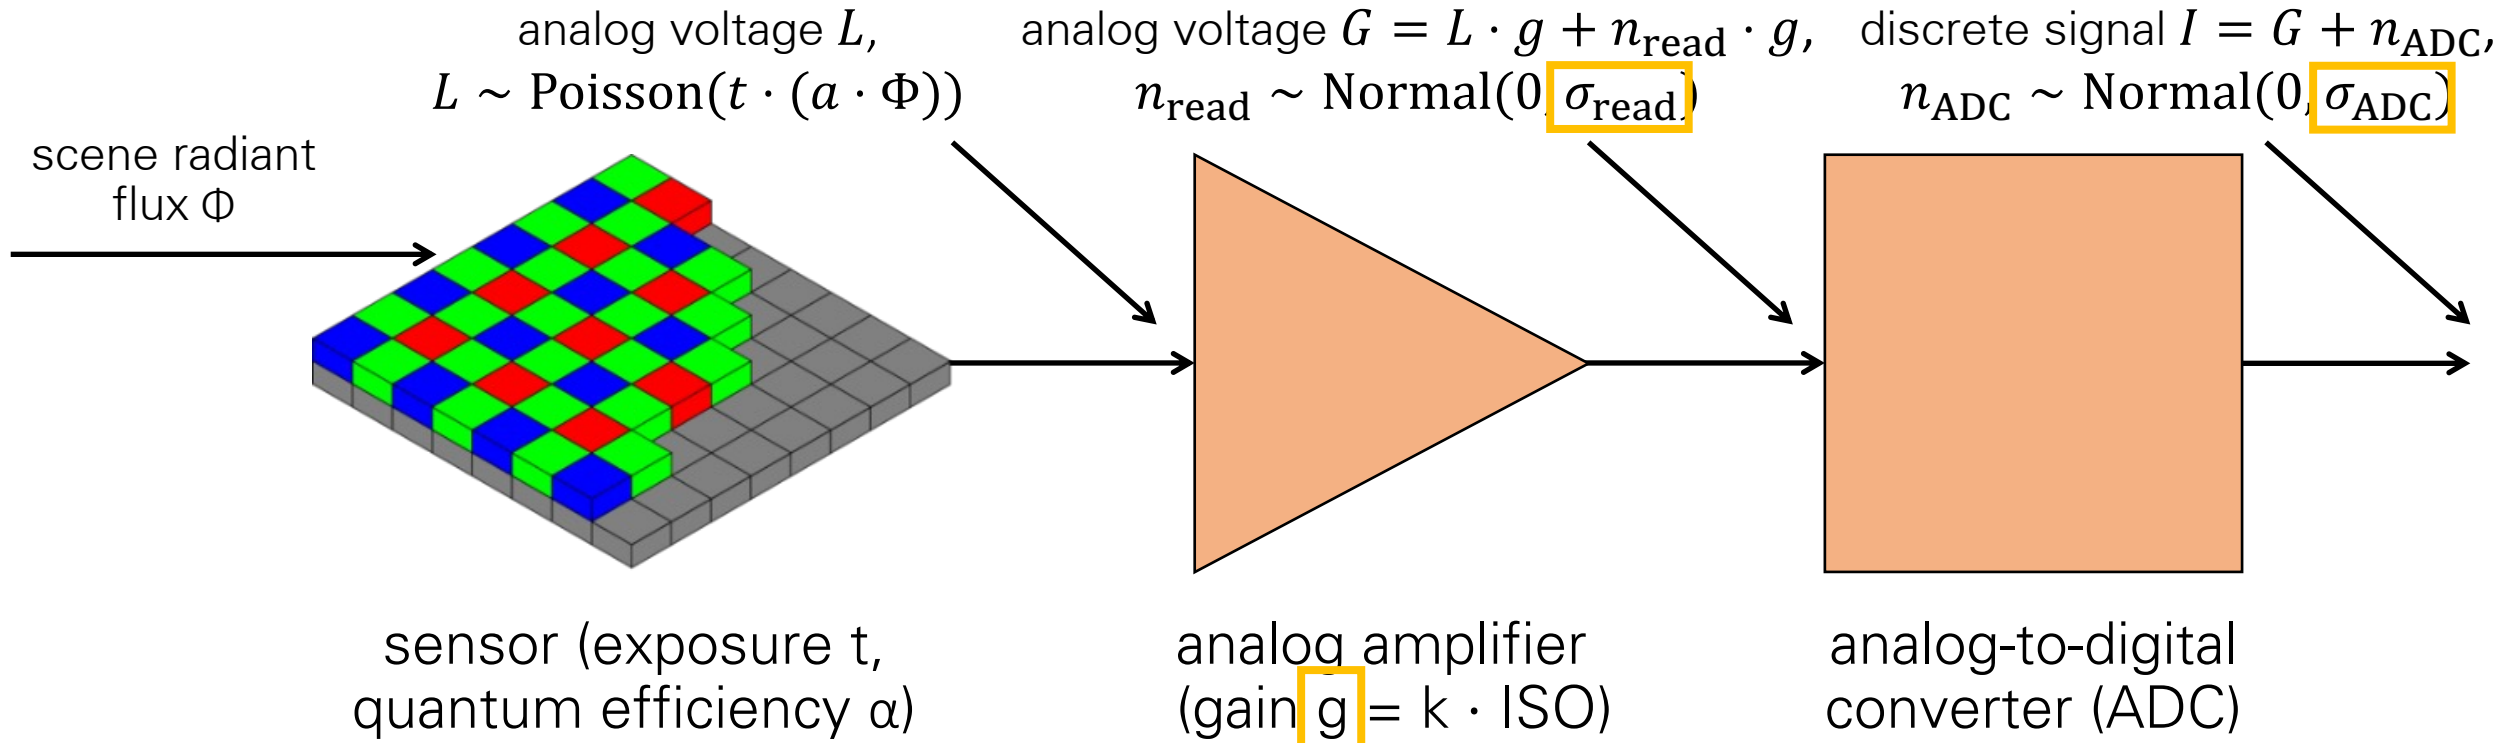 analog voltage L,
L ~ Poisson(t · (a · Φ))
analog voltage G = L · g + n_read · g,
n_read ~ Normal(0, σ_read)
discrete signal I = G + n_ADC,
n_ADC ~ Normal(0, σ_ADC)
scene radiant
flux Φ
sensor (exposure t,
quantum efficiency α)
analog amplifier
(gain g = k · ISO)
analog-to-digital
converter (ADC)